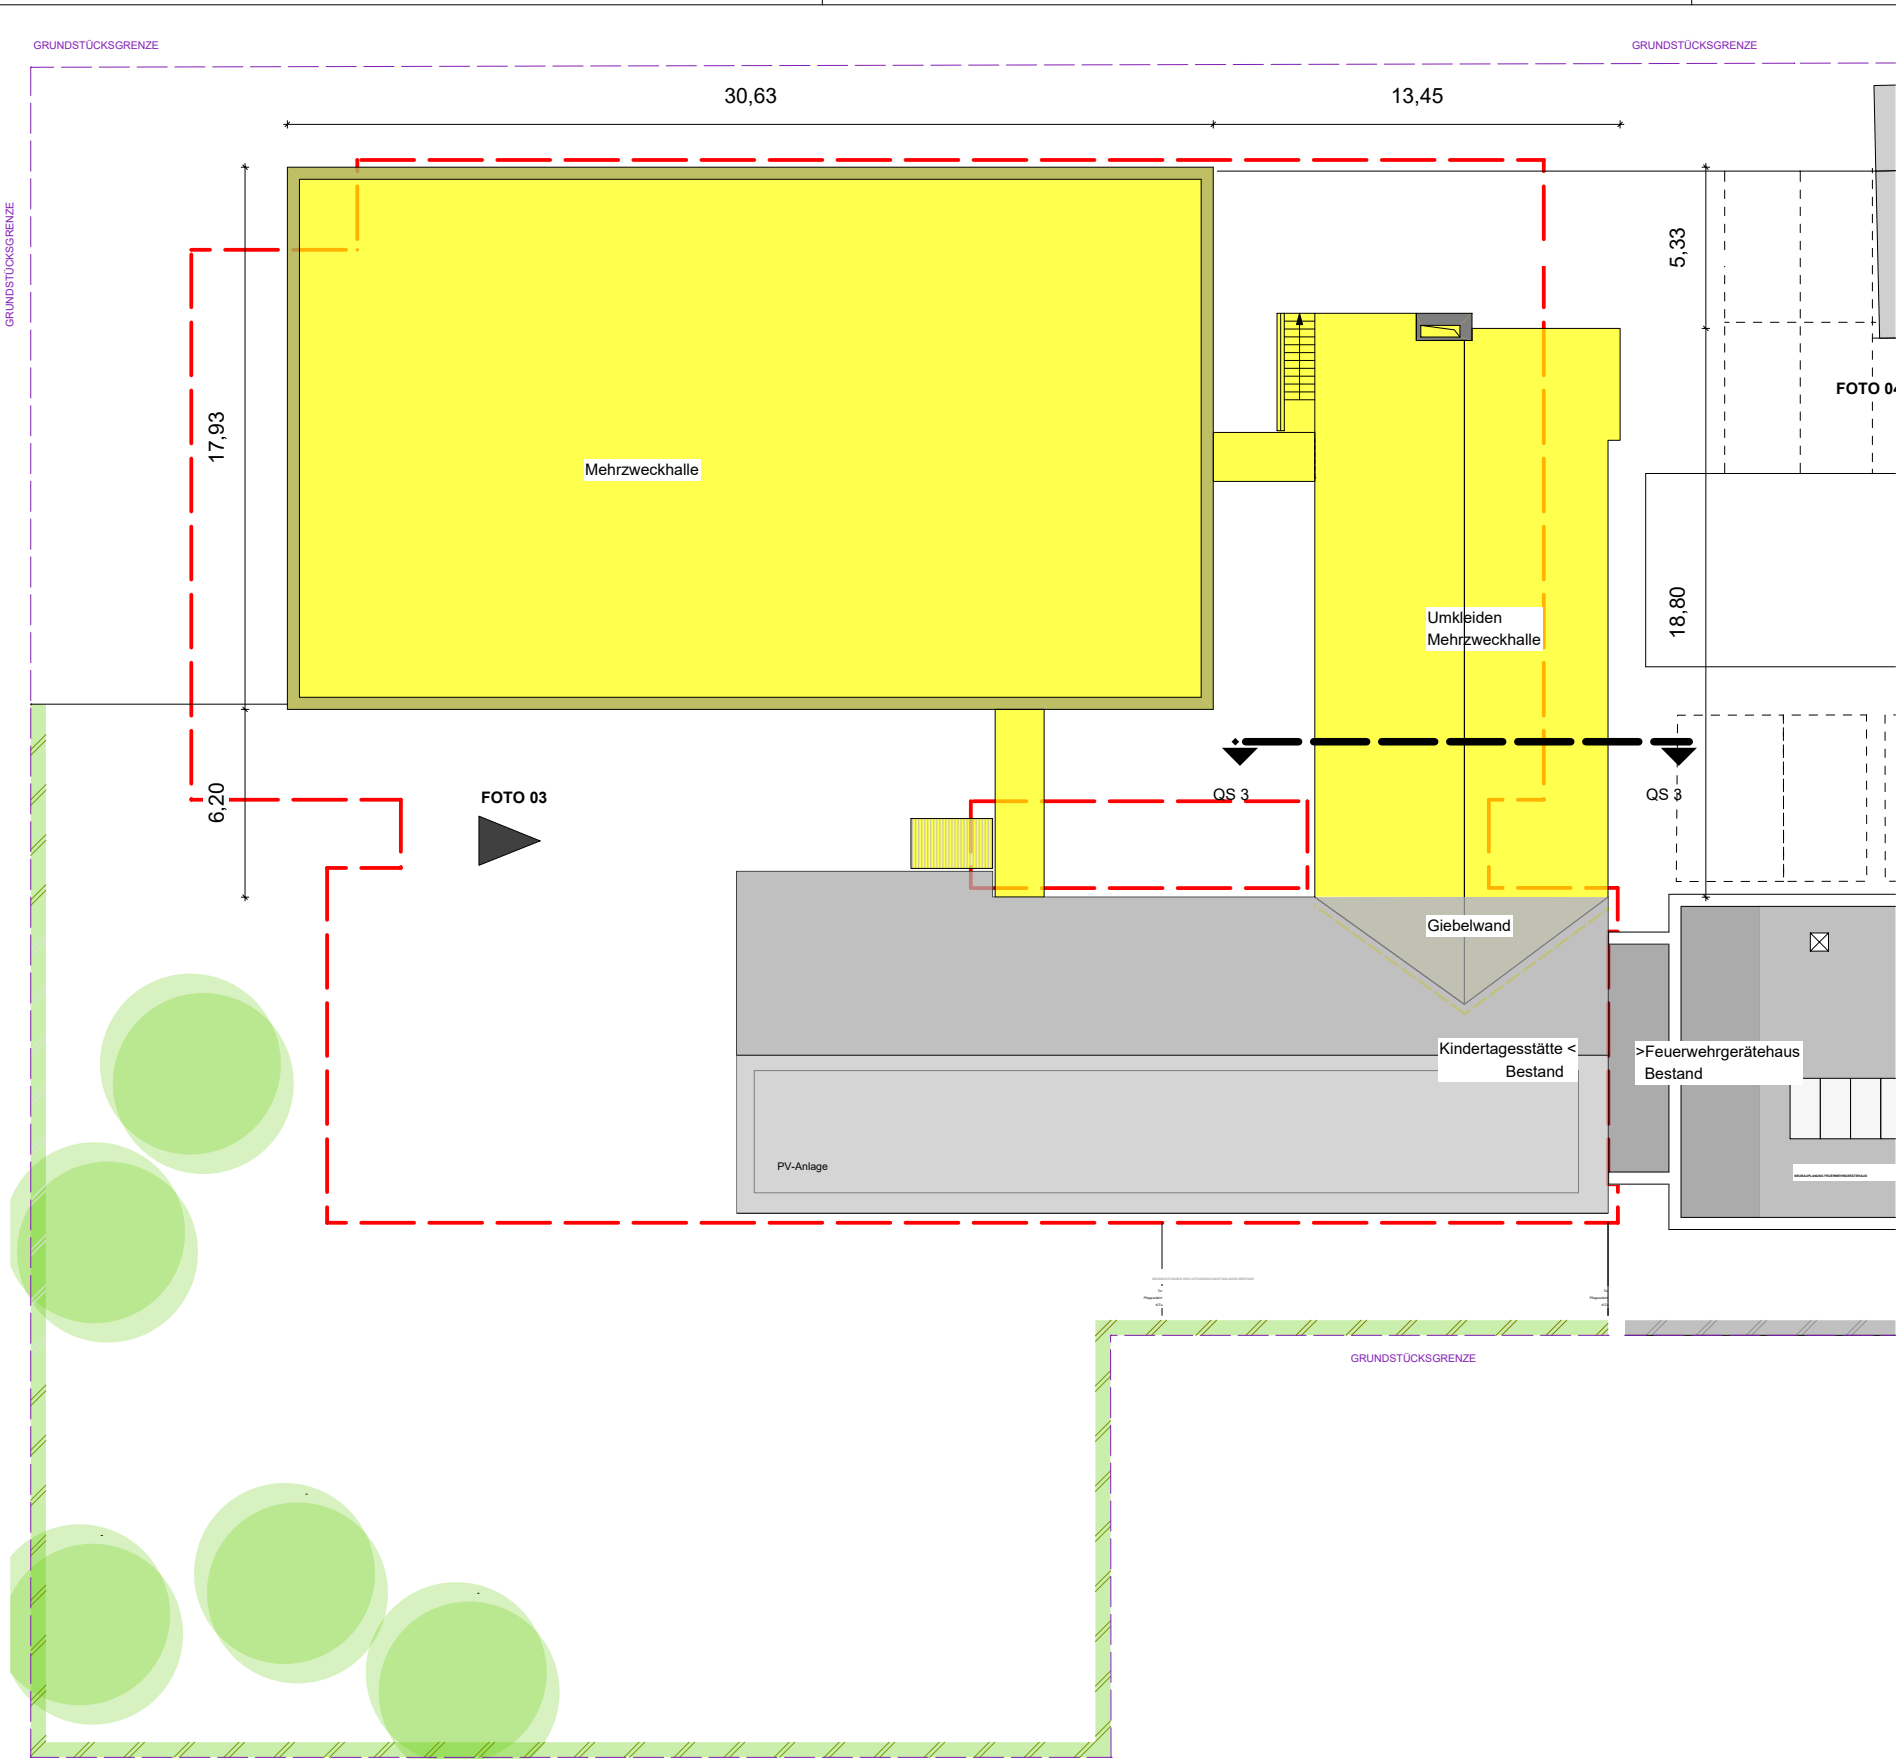 GRUNDSTÜCKSGRENZE
GRUNDSTÜCKSGRENZE
30,63
13,45
GRUNDSTÜCKSGRENZE
5,33
FOTO 04
17,93
Mehrzweckhalle
Umkleiden
Mehrzweckhalle
18,80
6,20
FOTO 03
QS 3
QS 3
Giebelwand
Kindertagesstätte <
Bestand
>Feuerwehrgerätehaus
Bestand
PV-Anlage
GRUNDSTÜCKSGRENZE